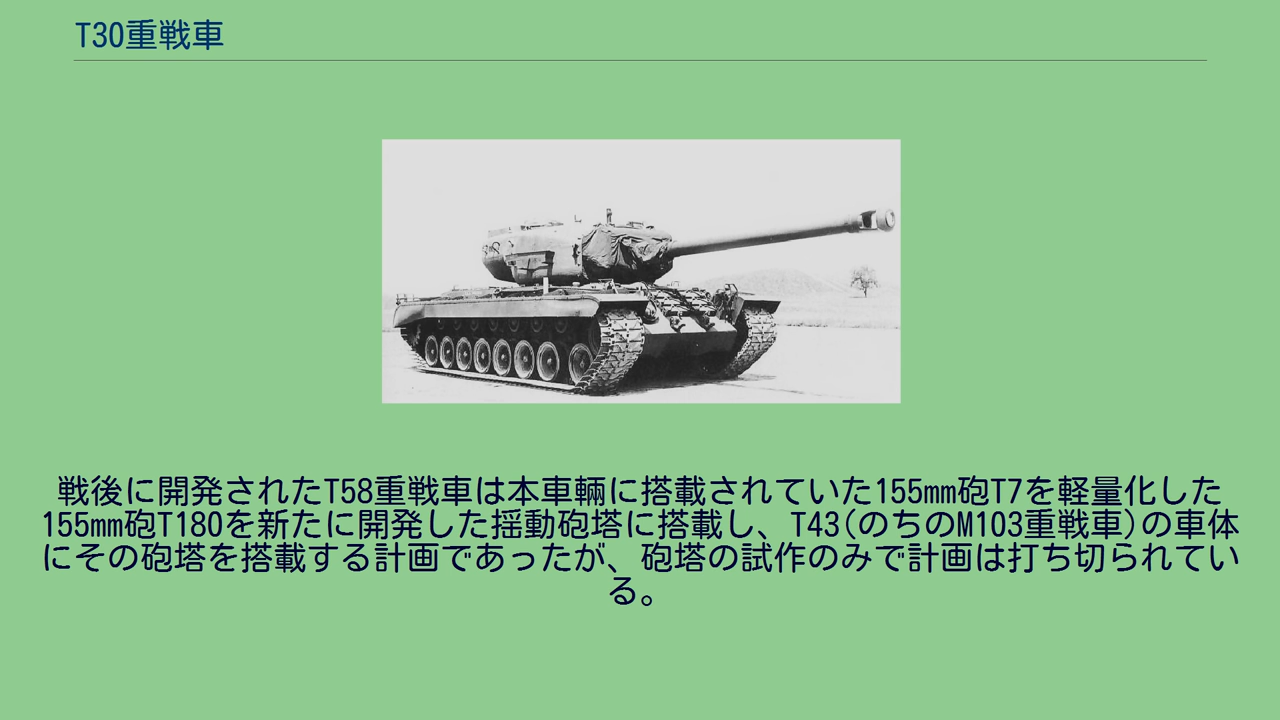 T30重戦車
戦後に開発されたT58重戦車は本車輛に搭載されていた155mm砲T7を軽量化した
155mm砲T180を新たに開発した揺動砲塔に搭載し、T43(のちのM103重戦車)の車体
にその砲塔を搭載する計画であったが、砲塔の試作のみで計画は打ち切られてい
る。